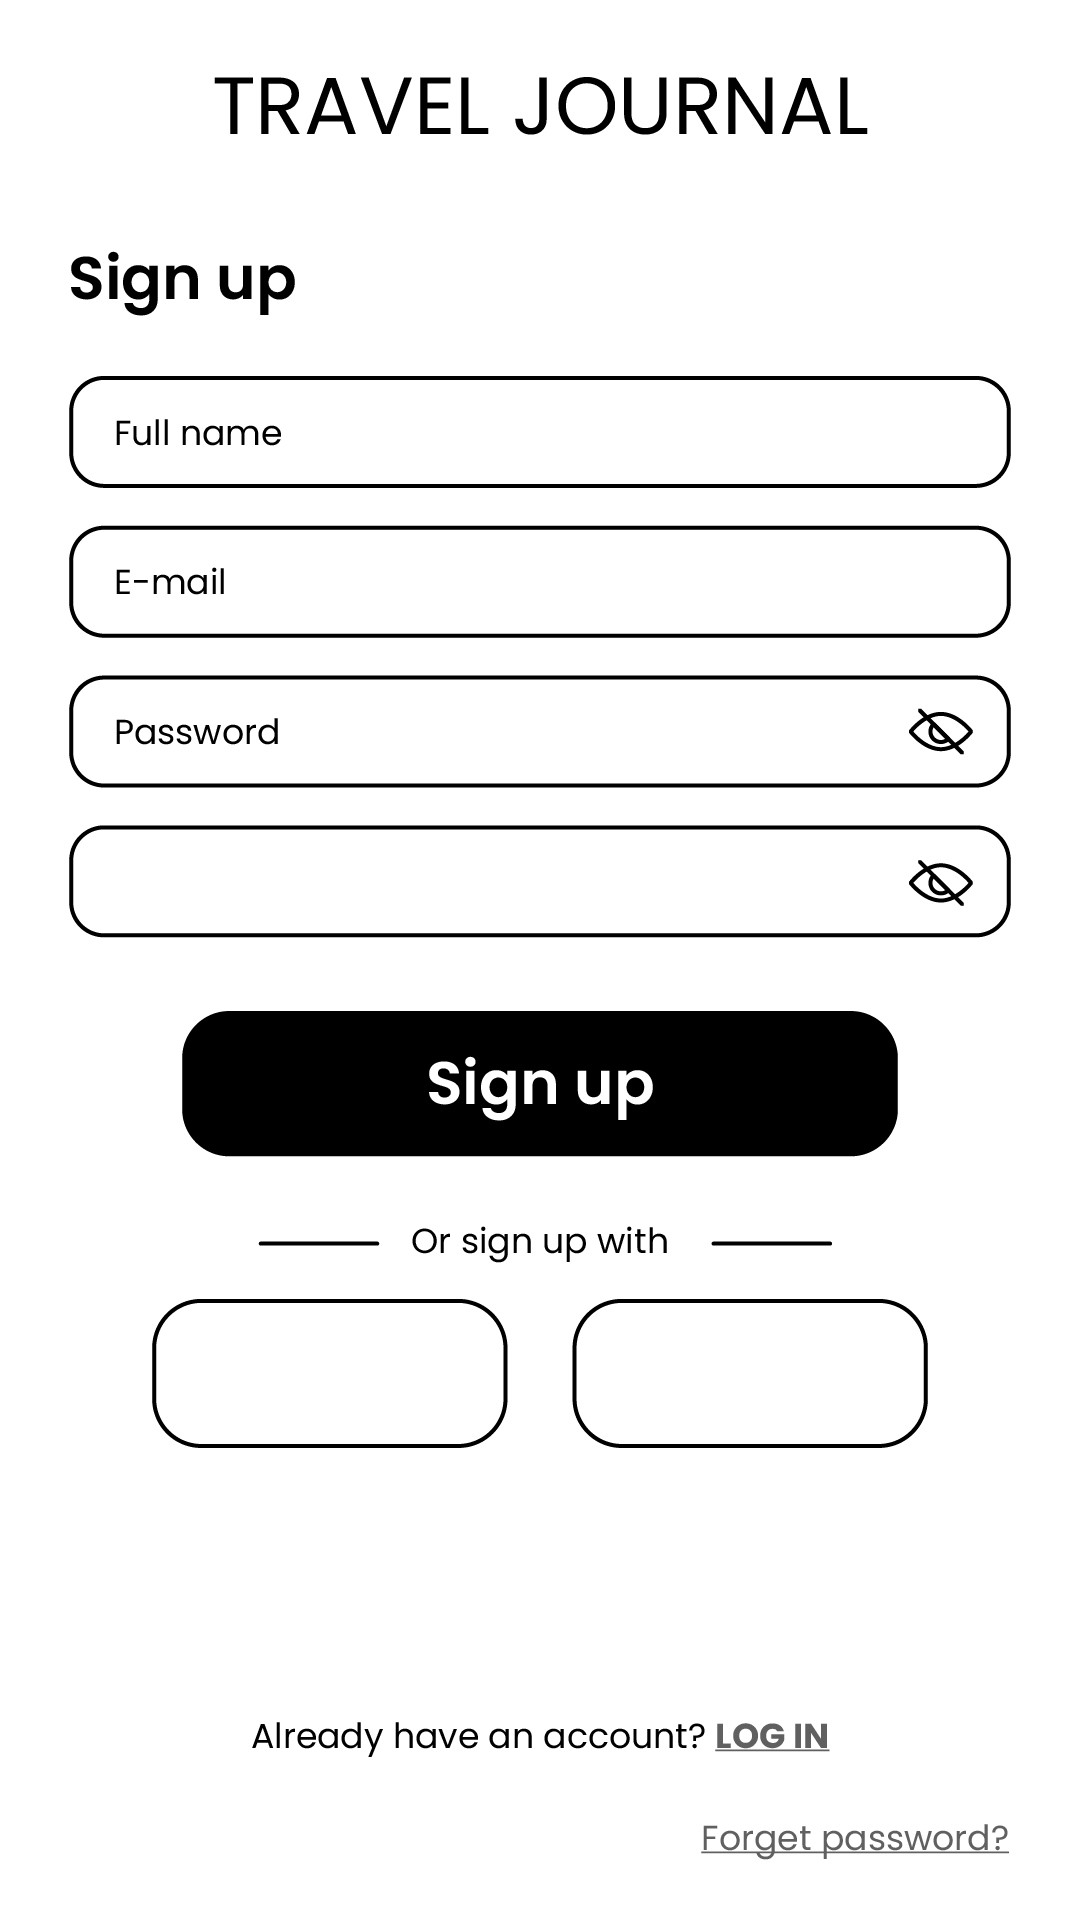 TRAVEL JOURNAL
Sign up
Full name
E-mail
Password
Sign up
Or sign up with
Already have an account? LOG IN
Forget password?